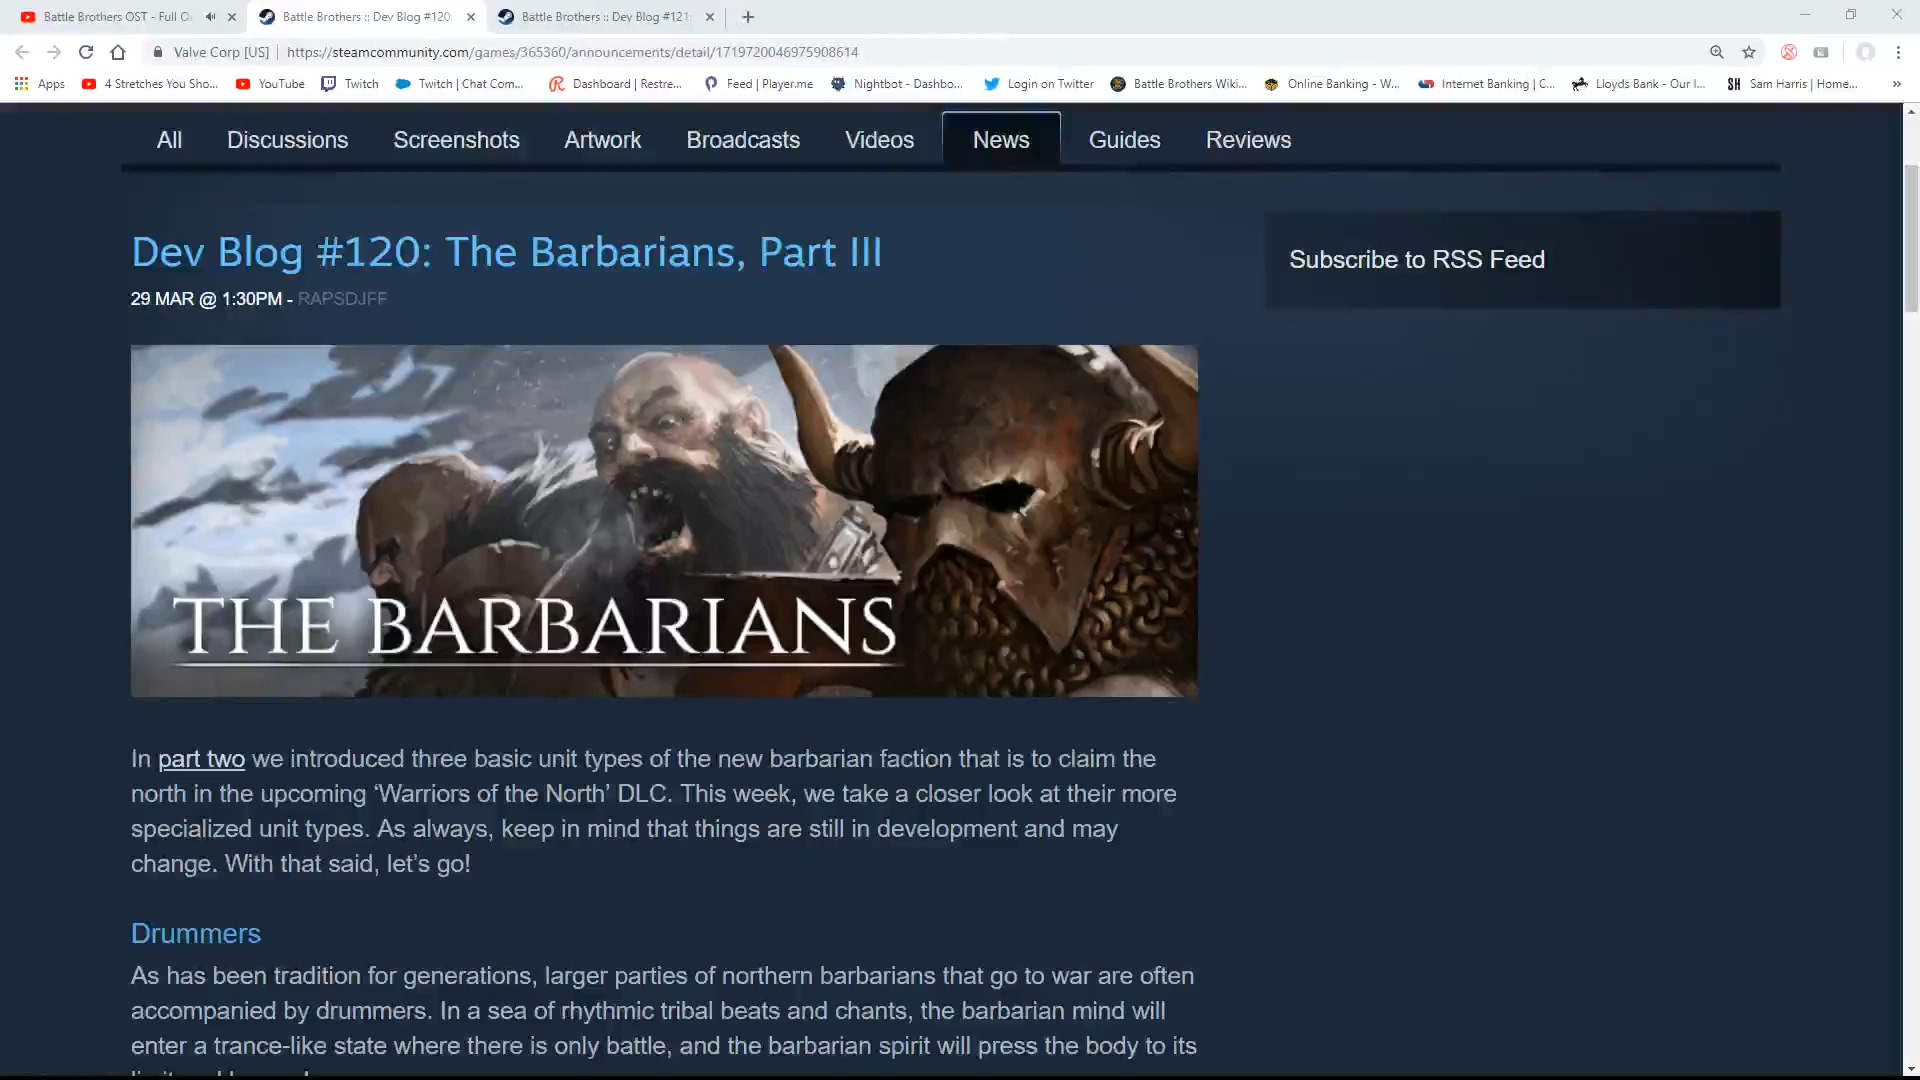 Battle Brothers OST - Full O
Battle Brothers :: Dev Blog #120:
Battle Brothers :: Dev Blog #121:
Valve Corp [US]
https://steamcommunity.com/games/365360/announcements/detail/1719720046975908614
Apps
4 Stretches You Sho...
YouTube
Twitch
Twitch | Chat Com...
Dashboard | Restre...
Feed | Player.me
Nightbot - Dashbo...
Login on Twitter
Battle Brothers Wiki...
Online Banking - W...
Internet Banking | C...
Lloyds Bank - Our I...
SH Sam Harris | Home...
All
Discussions
Screenshots
Artwork
Broadcasts
Videos
News
Guides
Reviews
Dev Blog #120: The Barbarians, Part III
29 MAR @ 1:30PM - RAPSDJFF
Subscribe to RSS Feed
THE BARBARIANS
In part two we introduced three basic unit types of the new barbarian faction that is to claim the
north in the upcoming ‘Warriors of the North’ DLC. This week, we take a closer look at their more
specialized unit types. As always, keep in mind that things are still in development and may
change. With that said, let’s go!
Drummers
As has been tradition for generations, larger parties of northern barbarians that go to war are often
accompanied by drummers. In a sea of rhythmic tribal beats and chants, the barbarian mind will
enter a trance-like state where there is only battle, and the barbarian spirit will press the body to its